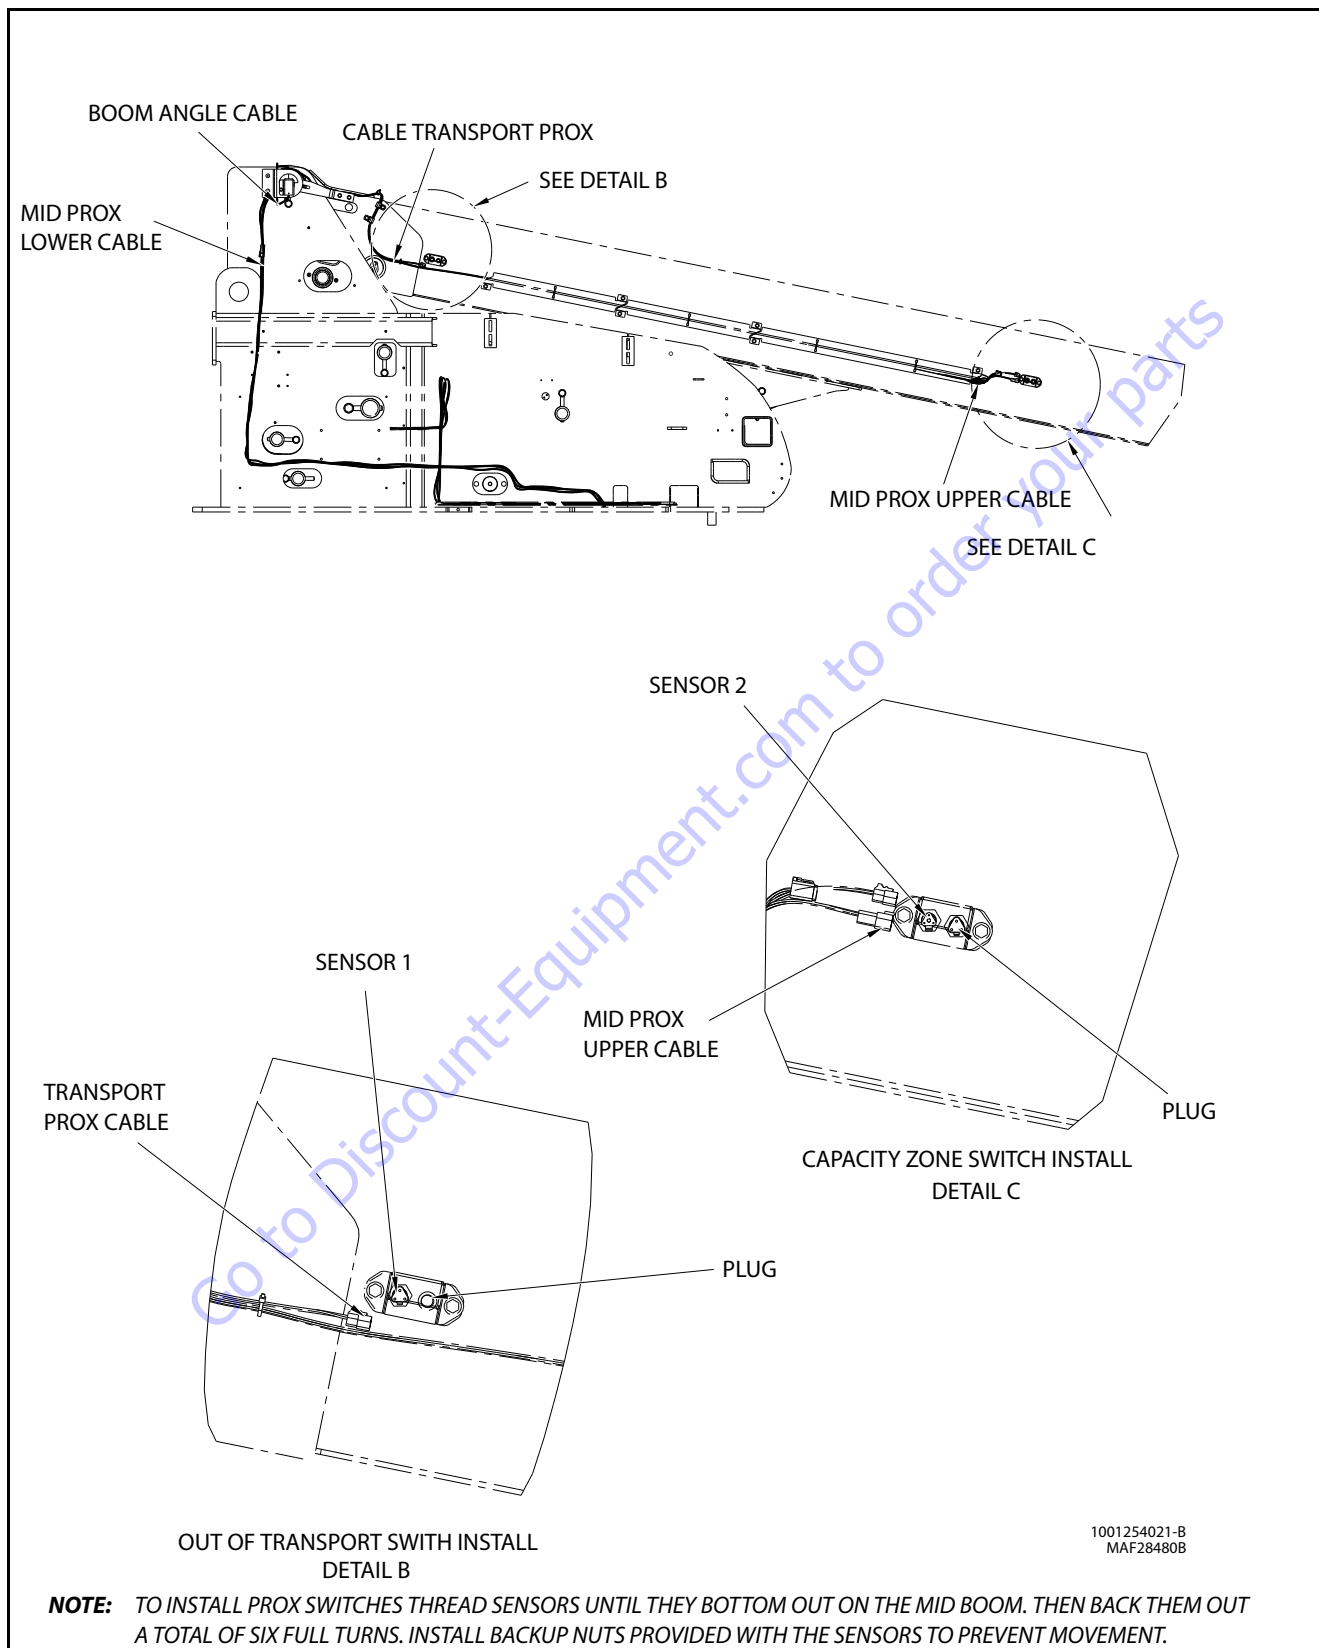 BOOM ANGLE CABLE
CABLE TRANSPORT PROX
SEE DETAIL B
MID PROX
LOWER CABLE
MID PROX UPPER CABLE
SEE DETAIL C
SENSOR 2
SENSOR 1
MID PROX
UPPER CABLE
TRANSPORT
PROX CABLE
PLUG
CAPACITY ZONE SWITCH INSTALL
DETAIL C
PLUG
OUT OF TRANSPORT SWITH INSTALL
DETAIL B
1001254021-B
MAF28480B
NOTE: TO INSTALL PROX SWITCHES THREAD SENSORS UNTIL THEY BOTTOM OUT ON THE MID BOOM. THEN BACK THEM OUT
A TOTAL OF SIX FULL TURNS. INSTALL BACKUP NUTS PROVIDED WITH THE SENSORS TO PREVENT MOVEMENT.
Go to Discount-Equipment.com to order your parts